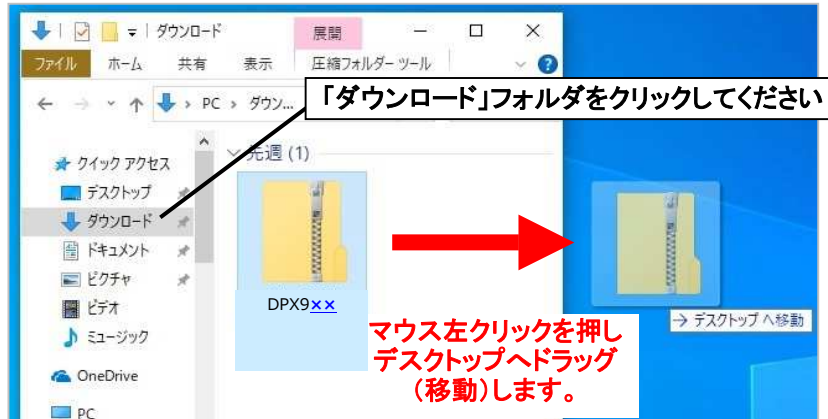 ダウンロード
展開
ファイル
ホーム
共有
表示
圧縮フォルダー ツール
PC › ダウン...
「ダウンロード」フォルダをクリックしてください
クイック アクセス
デスクトップ
ダウンロード
ドキュメント
ピクチャ
ビデオ
ミュージック
OneDrive
PC
先週 (1)
DPX9××
マウス左クリックを押し
デスクトップへドラッグ
（移動）します。
→ デスクトップ へ移動